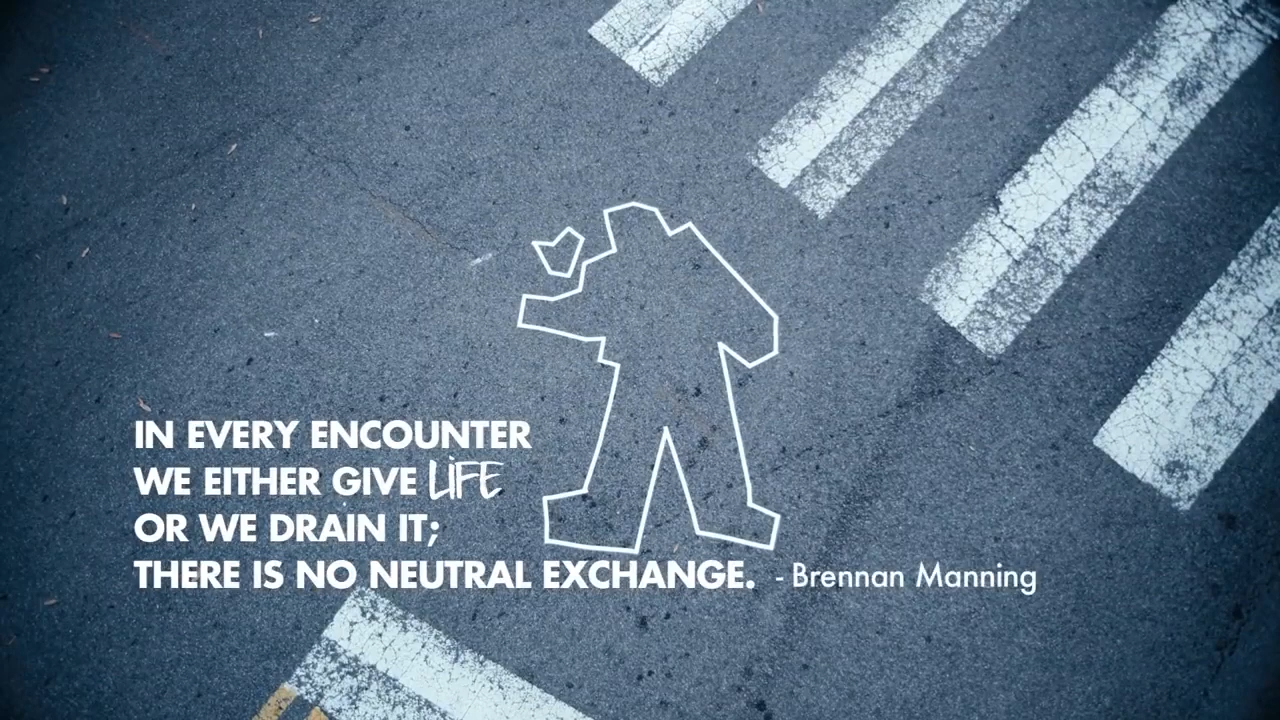 IN EVERY ENCOUNTER
WE EITHER GIVE LIFE
OR WE DRAIN IT;
THERE IS NO NEUTRAL EXCHANGE. - Brennan Manning